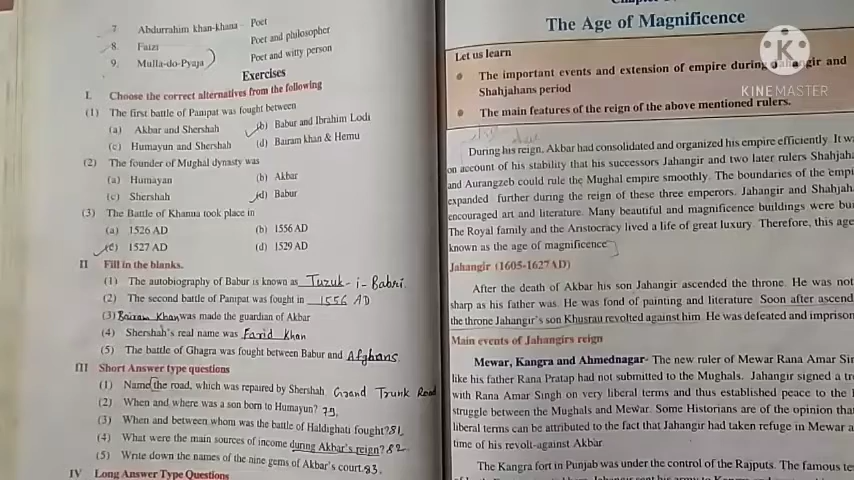 7 Abdurrahim khan-khana - Poet
8. Faizi Poet and philosopher
9. Mulla-do-Pyaja Poet and witty person
Exercises
I. Choose the correct alternatives from the following
(1) The first battle of Panipat was fought between
(a) Akbar and Shershah (b) Babur and Ibrahim Lodi
(c) Humayun and Shershah (d) Bairam khan & Hemu
(2) The founder of Mughal dynasty was
(a) Humayan (b) Akbar
(c) Shershah (d) Babur
(3) The Battle of Khanua took place in
(a) 1526 AD (b) 1556 AD
(c) 1527 AD (d) 1529 AD
II Fill in the blanks.
(1) The autobiography of Babur is known as Tuzuk-i-Babri.
(2) The second battle of Panipat was fought in 1556 AD
(3) Bairam Khan was made the guardian of Akbar
(4) Shershah's real name was Farid Khan
(5) The battle of Ghagra was fought between Babur and Afghans.
III Short Answer type questions
(1) Name the road, which was repaired by Shershah Grand Trunk Road
(2) When and where was a son born to Humayun? 79,
(3) When and between whom was the battle of Haldighati fought? 81,
(4) What were the main sources of income during Akbar's reign? 82
(5) Write down the names of the nine gems of Akbar's court. 83.
IV Long Answer Type Questions
The Age of Magnificence
Let us learn
The important events and extension of empire during Jahangir and
Shahjahans period
The main features of the reign of the above mentioned rulers.
K
KINEMASTER
During his reign, Akbar had consolidated and organized his empire efficiently. It
on account of his stability that his successors Jahangir and two later rulers
and Aurangzeb could rule the Mughal empire smoothly. The boundaries of the
expanded further during the reign of these three emperors. Jahangir and
encouraged art and literature. Many beautiful and magnificence buildings were
The Royal family and the Aristocracy lived a life of great luxury. Therefore, this age
known as the age of magnificence
Jahangir (1605-1627AD)
After the death of Akbar his son Jahangir ascended the throne. He was not
sharp as his father was. He was fond of painting and literature. Soon after
the throne Jahangir's son Khusrau revolted against him. He was defeated and
Main events of Jahangirs reign
Mewar, Kangra and Ahmednagar- The new ruler of Mewar Rana Amar
like his father Rana Pratap had not submitted to the Mughals. Jahangir signed a
with Rana Amar Singh on very liberal terms and thus established peace to the
struggle between the Mughals and Mewar. Some Historians are of the opinion
liberal terms can be attributed to the fact that Jahangir had taken refuge in Mewar
time of his revolt-against Akbar
The Kangra fort in Punjab was under the control of the Rajputs. The famous